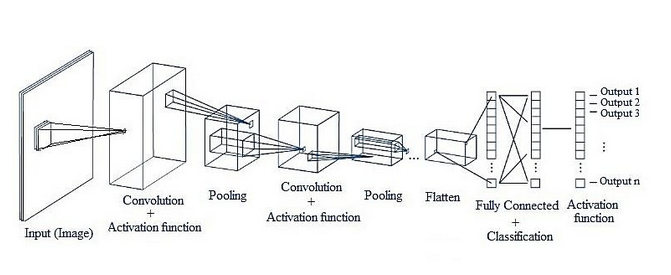 Output 1
Output 2
Output 3
Output n
Input (Image)
Convolution
+
Activation function
Pooling
Convolution
+
Activation function
Pooling
...
Flatten
Fully Connected
+
Classification
Activation
function